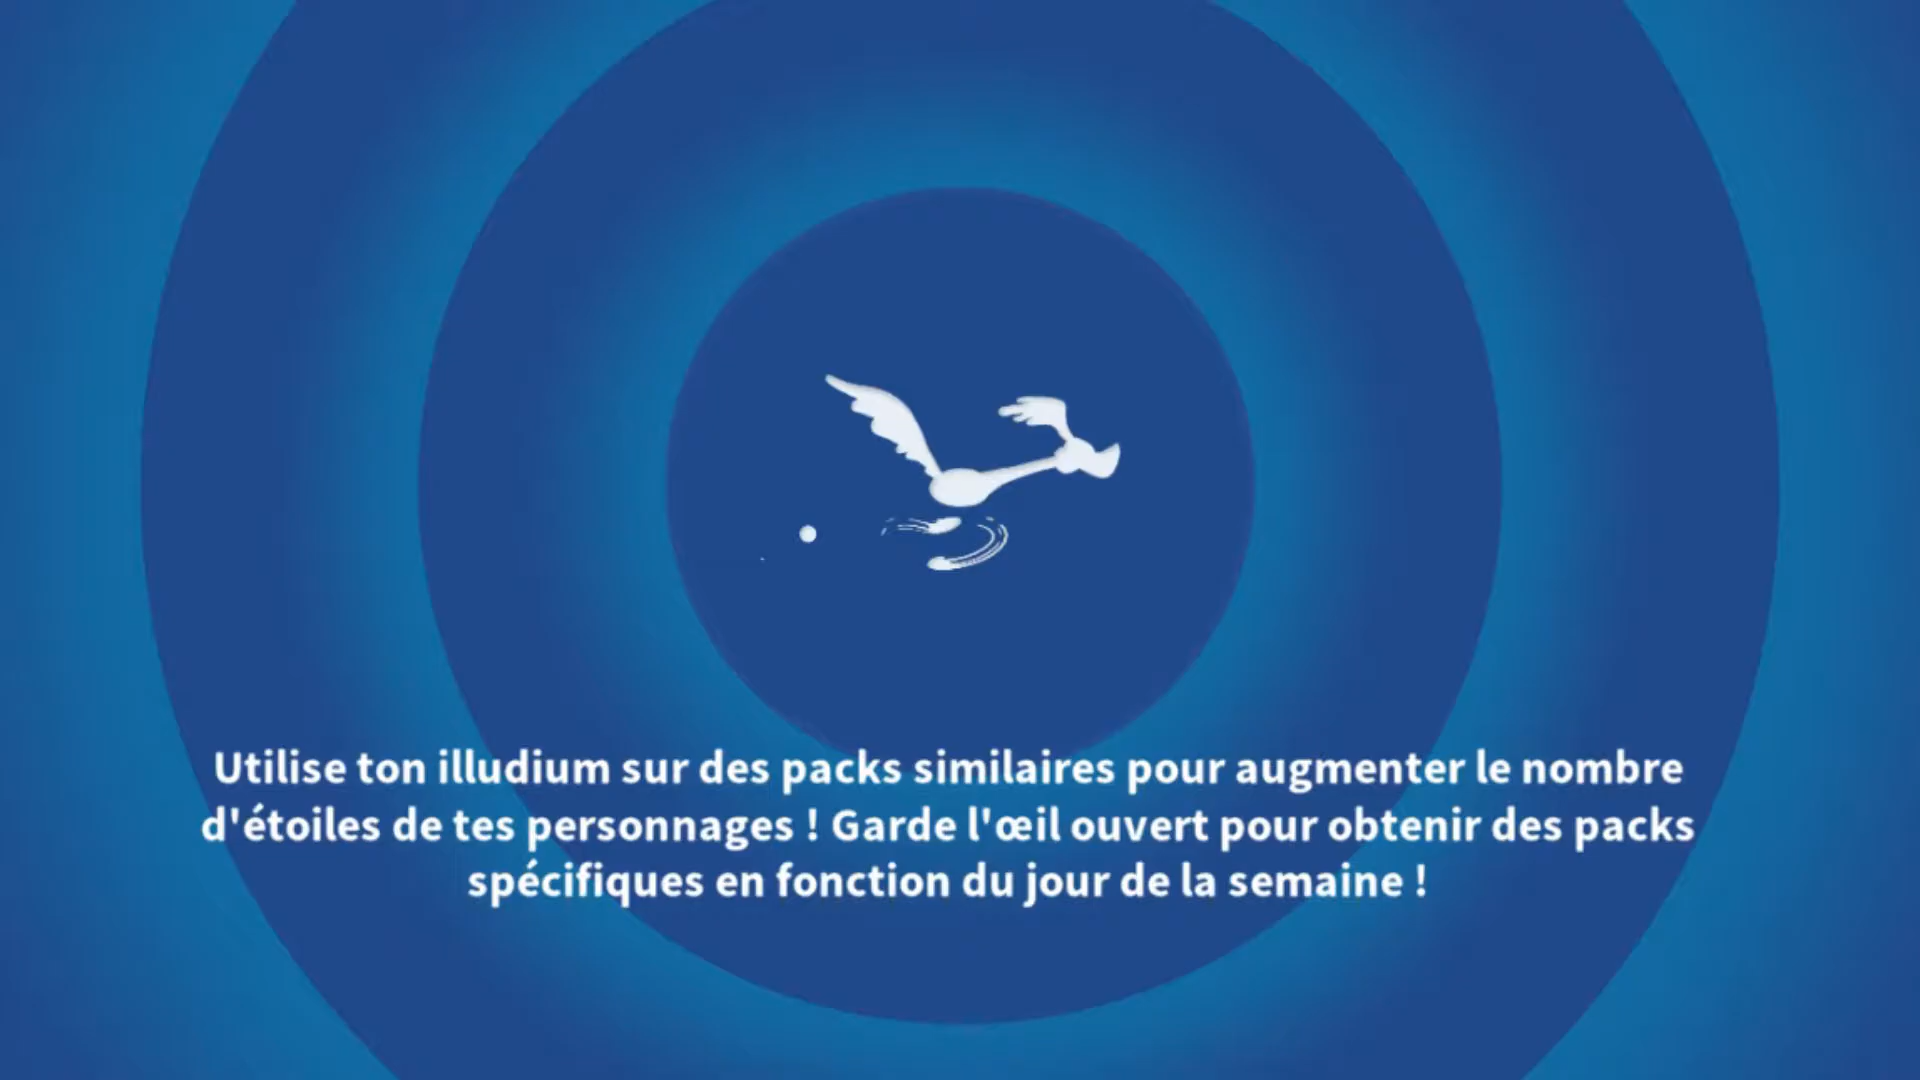 Utilise ton illudium sur des packs similaires pour augmenter le nombre
d'étoiles de tes personnages ! Garde l'œil ouvert pour obtenir des packs
spécifiques en fonction du jour de la semaine !